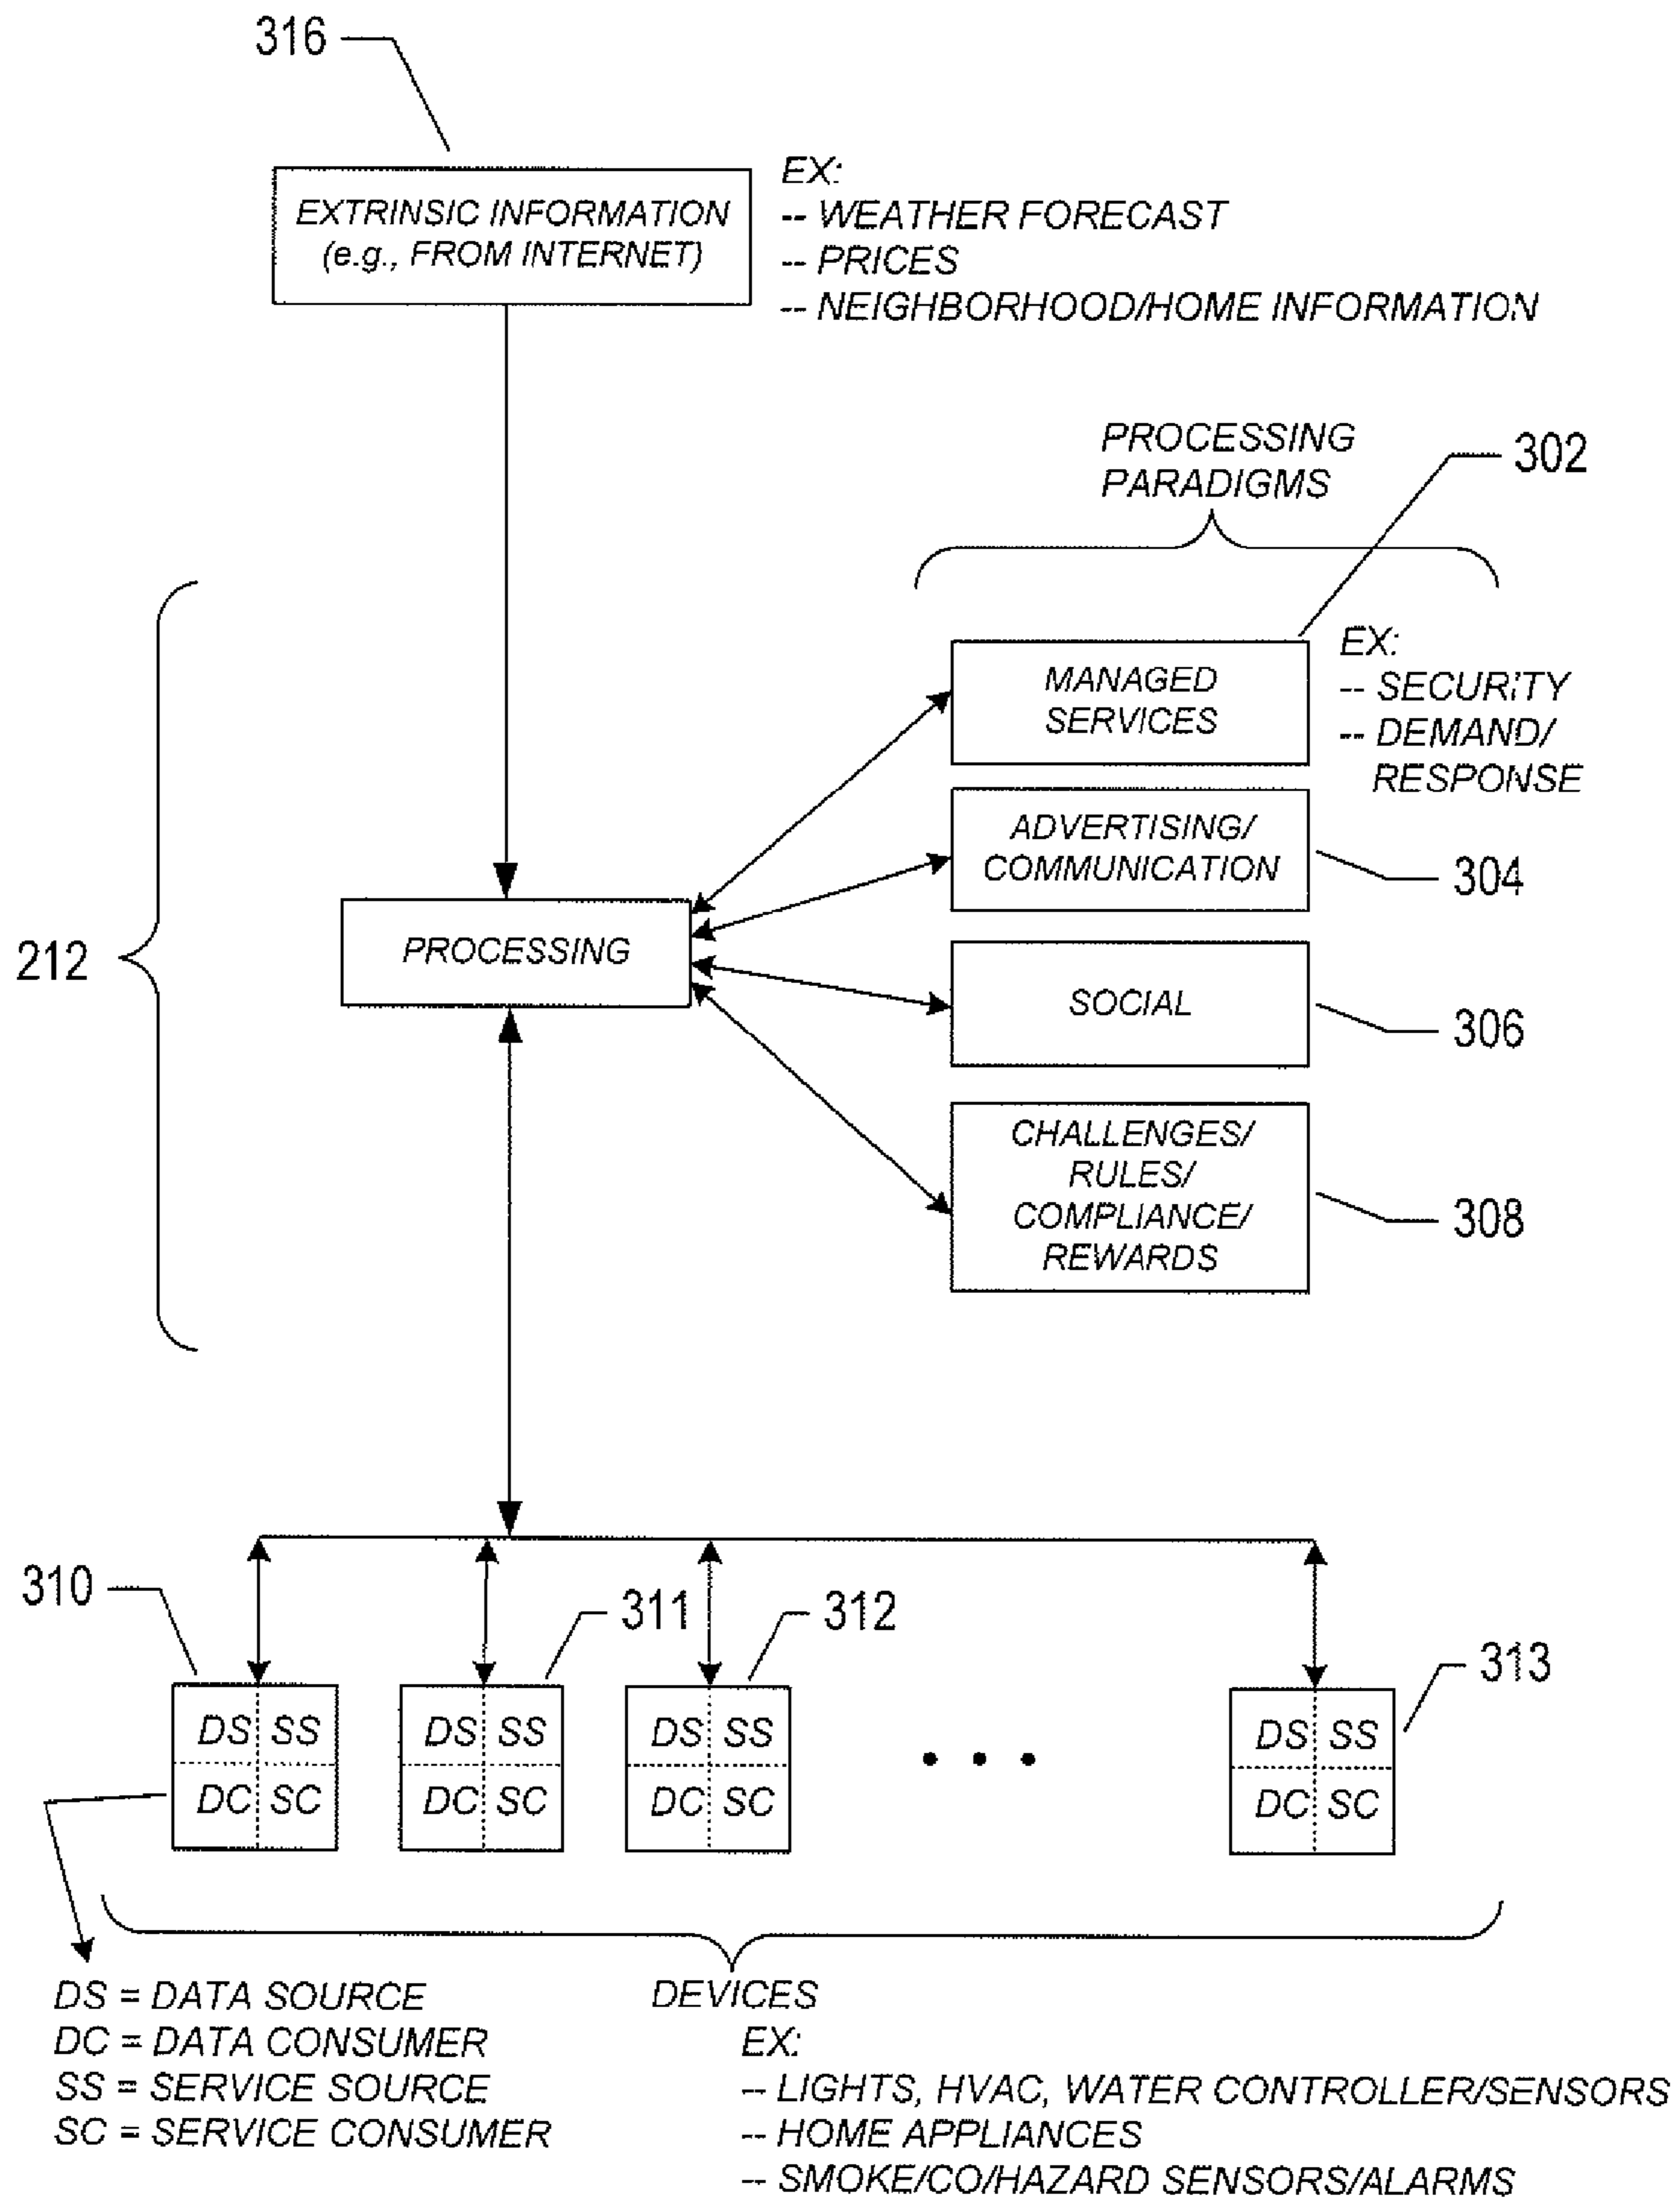 316
EXTRINSIC INFORMATION
(e.g., FROM INTERNET)
EX:
-- WEATHER FORECAST
-- PRICES
-- NEIGHBORHOOD/HOME INFORMATION
PROCESSING
PARADIGMS
302
212
MANAGED
SERVICES
EX:
-- SECURITY
-- DEMAND/
RESPONSE
ADVERTISING/
COMMUNICATION
304
PROCESSING
SOCIAL
306
CHALLENGES/
RULES/
COMPLIANCE/
REWARDS
308
310
311
312
313
DS SS
DC SC
DS SS
DC SC
DS SS
DC SC
• • •
DS SS
DC SC
DS = DATA SOURCE
DC = DATA CONSUMER
SS = SERVICE SOURCE
SC = SERVICE CONSUMER
DEVICES
EX:
-- LIGHTS, HVAC, WATER CONTROLLER/SENSORS
-- HOME APPLIANCES
-- SMOKE/CO/HAZARD SENSORS/ALARMS